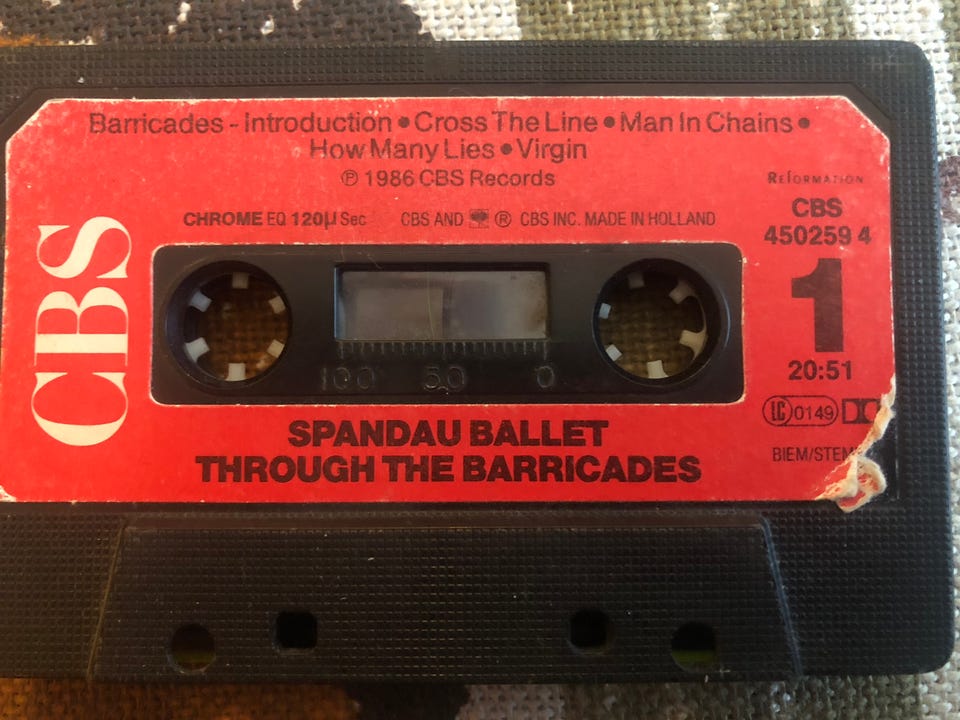 Barricades - Introduction • Cross The Line • Man In Chains •
How Many Lies • Virgin
℗ 1986 CBS Records
REFORMATION
CHROME EQ 120µ Sec CBS AND ® CBS INC. MADE IN HOLLAND
CBS
450259 4
CBS
1
20:51
100 50 0
LC 0149
BIEM/STEM
SPANDAU BALLET
THROUGH THE BARRICADES